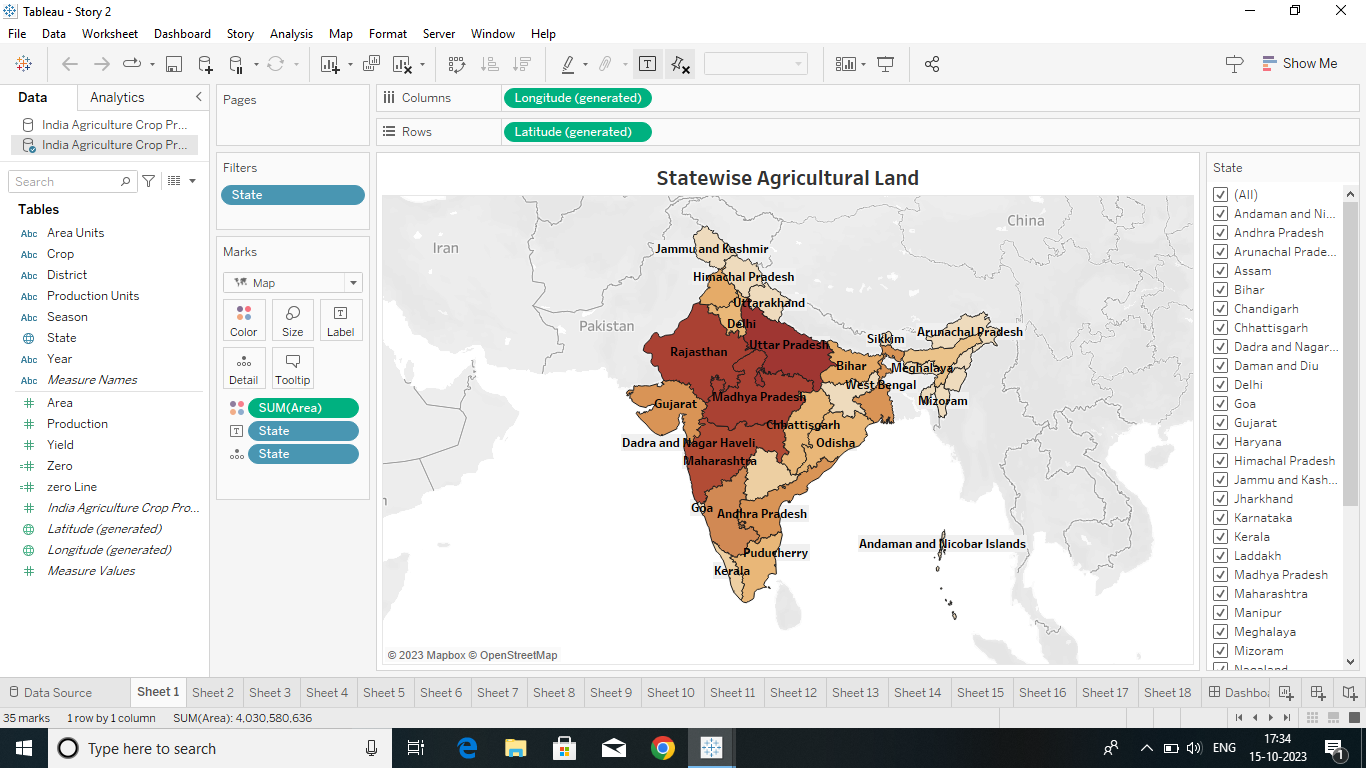 Tableau - Story 2
File Data Worksheet Dashboard Story Analysis Map Format Server Window Help
Show Me
Data Analytics
India Agriculture Crop Pr...
India Agriculture Crop Pr...
Search
Tables
Abc Area Units
Abc Crop
Abc District
Abc Production Units
Abc Season
State
Abc Year
Abc Measure Names
Area
Production
Yield
Zero
zero Line
India Agriculture Crop Pro...
Latitude (generated)
Longitude (generated)
Measure Values
Pages
Filters
State
Marks
Map
Color Size Label
Detail Tooltip
SUM(Area)
State
State
Columns Longitude (generated)
Rows Latitude (generated)
Statewise Agricultural Land
China
Iran
Jammu and Kashmir
Himachal Pradesh
Uttarakhand
Pakistan
Delhi
Arunachal Pradesh
Sikkim
Uttar Pradesh
Rajasthan
Bihar
Meghalaya
West Bengal
Madhya Pradesh
Mizoram
Gujarat
Chhattisgarh
Dadra and Nagar Haveli
Odisha
Maharashtra
Goa
Andhra Pradesh
Andaman and Nicobar Islands
Puducherry
Kerala
© 2023 Mapbox © OpenStreetMap
State
(All)
Andaman and Ni...
Andhra Pradesh
Arunachal Prade...
Assam
Bihar
Chandigarh
Chhattisgarh
Dadra and Nagar...
Daman and Diu
Delhi
Goa
Gujarat
Haryana
Himachal Pradesh
Jammu and Kash...
Jharkhand
Karnataka
Kerala
Laddakh
Madhya Pradesh
Maharashtra
Manipur
Meghalaya
Mizoram
Nagaland
Data Source Sheet 1 Sheet 2 Sheet 3 Sheet 4 Sheet 5 Sheet 6 Sheet 7 Sheet 8 Sheet 9 Sheet 10 Sheet 11 Sheet 12 Sheet 13 Sheet 14 Sheet 15 Sheet 16 Sheet 17 Sheet 18 Dashbo
35 marks 1 row by 1 column SUM(Area): 4,030,580,636
Type here to search
ENG
17:34
15-10-2023
1